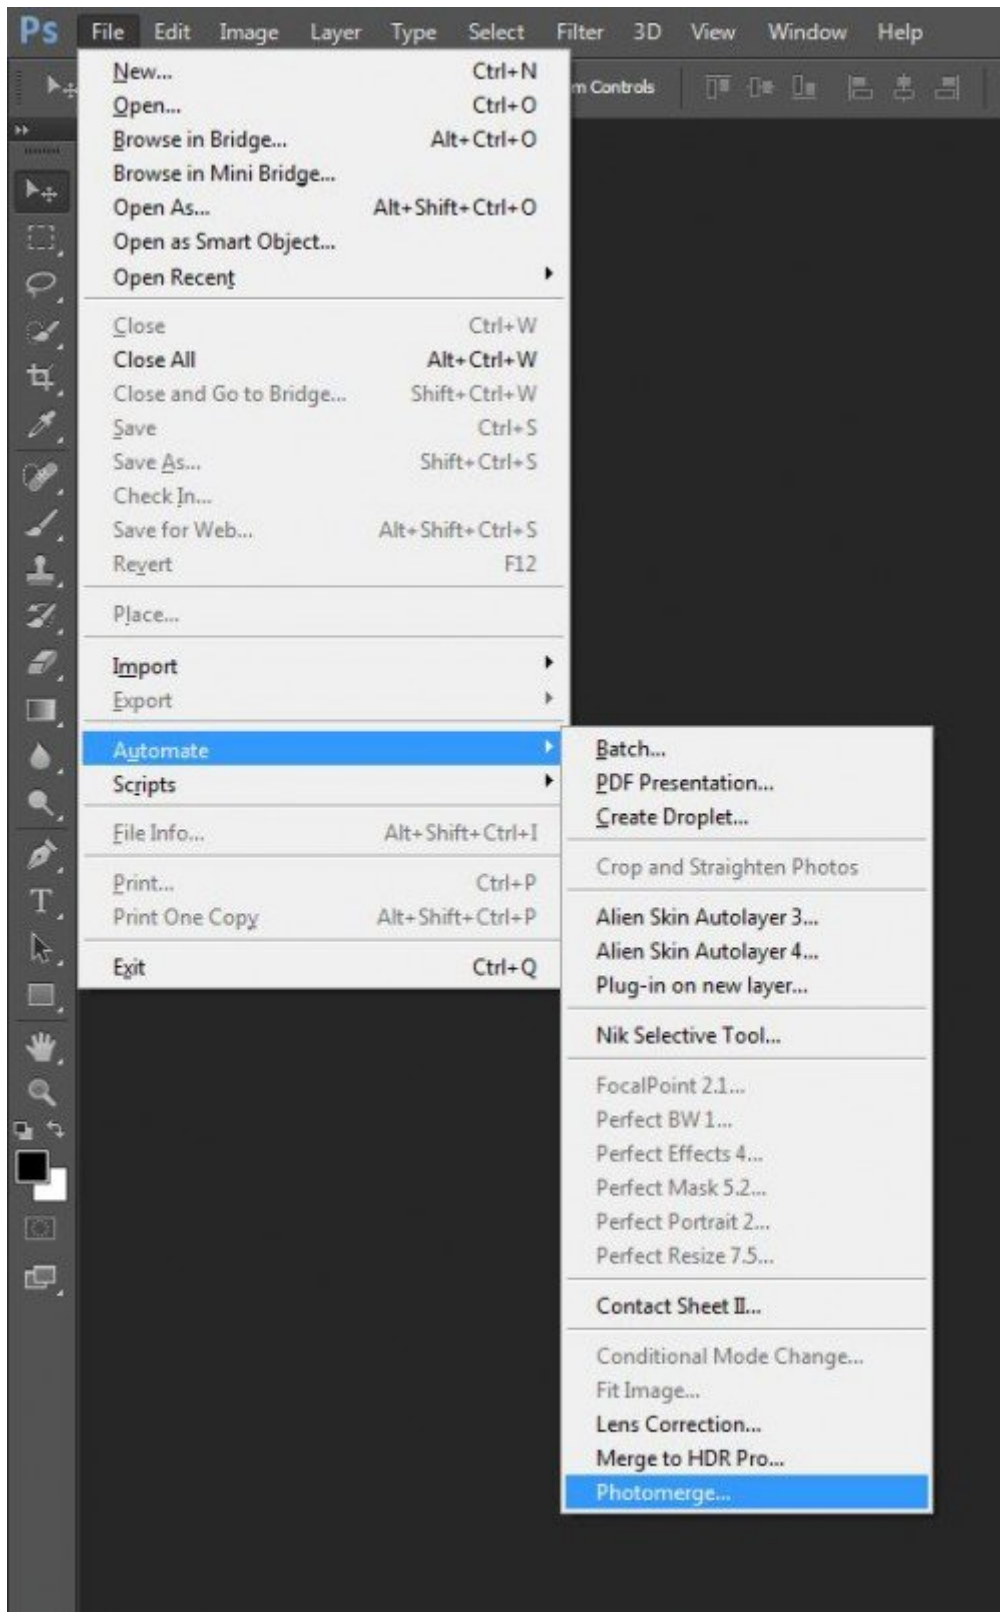 Ps File Edit Image Layer Type Select Filter 3D View Window Help
m Controls
New... Ctrl+N
Open... Ctrl+O
Browse in Bridge... Alt+Ctrl+O
Browse in Mini Bridge...
Open As... Alt+Shift+Ctrl+O
Open as Smart Object...
Open Recent
Close Ctrl+W
Close All Alt+Ctrl+W
Close and Go to Bridge... Shift+Ctrl+W
Save Ctrl+S
Save As... Shift+Ctrl+S
Check In...
Save for Web... Alt+Shift+Ctrl+S
Revert F12
Place...
Import
Export
Automate
Scripts
File Info... Alt+Shift+Ctrl+I
Print... Ctrl+P
Print One Copy Alt+Shift+Ctrl+P
Exit Ctrl+Q
Batch...
PDF Presentation...
Create Droplet...
Crop and Straighten Photos
Alien Skin Autolayer 3...
Alien Skin Autolayer 4...
Plug-in on new layer...
Nik Selective Tool...
FocalPoint 2.1...
Perfect BW 1...
Perfect Effects 4...
Perfect Mask 5.2...
Perfect Portrait 2...
Perfect Resize 7.5...
Contact Sheet II...
Conditional Mode Change...
Fit Image...
Lens Correction...
Merge to HDR Pro...
Photomerge...